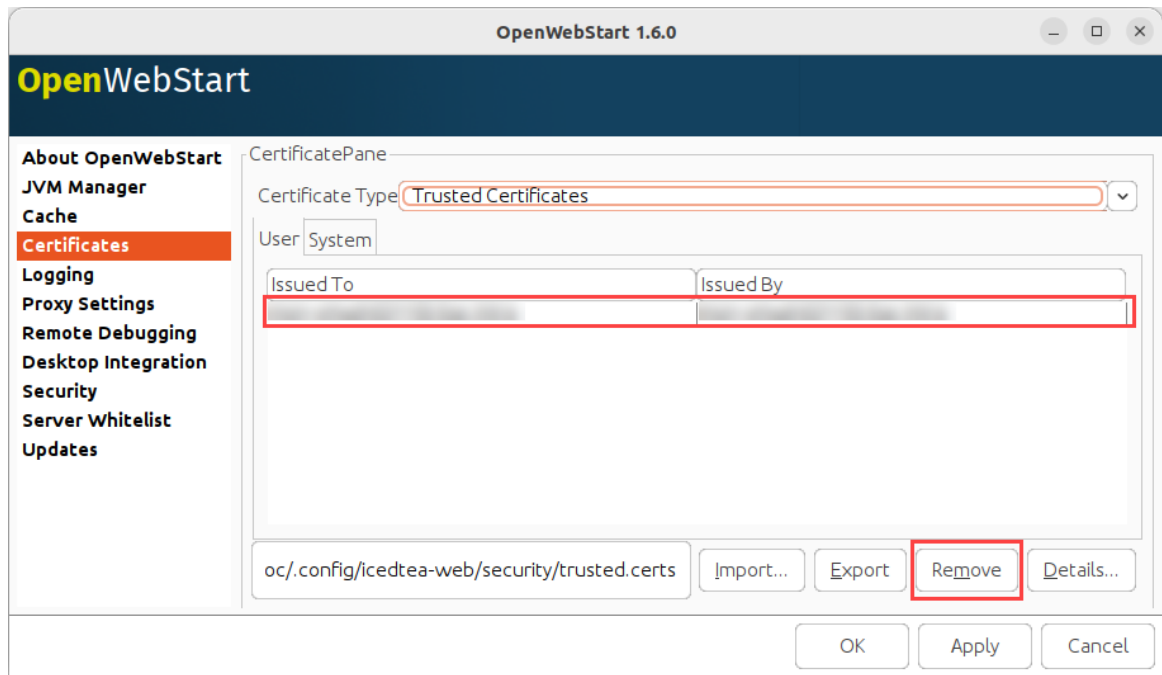 OpenWebStart 1.6.0
OpenWebStart
About OpenWebStart
JVM Manager
Cache
Certificates
Logging
Proxy Settings
Remote Debugging
Desktop Integration
Security
Server Whitelist
Updates
CertificatePane
Certificate Type Trusted Certificates
User System
Issued To Issued By
oc/.config/icedtea-web/security/trusted.certs Import... Export Remove Details...
OK Apply Cancel